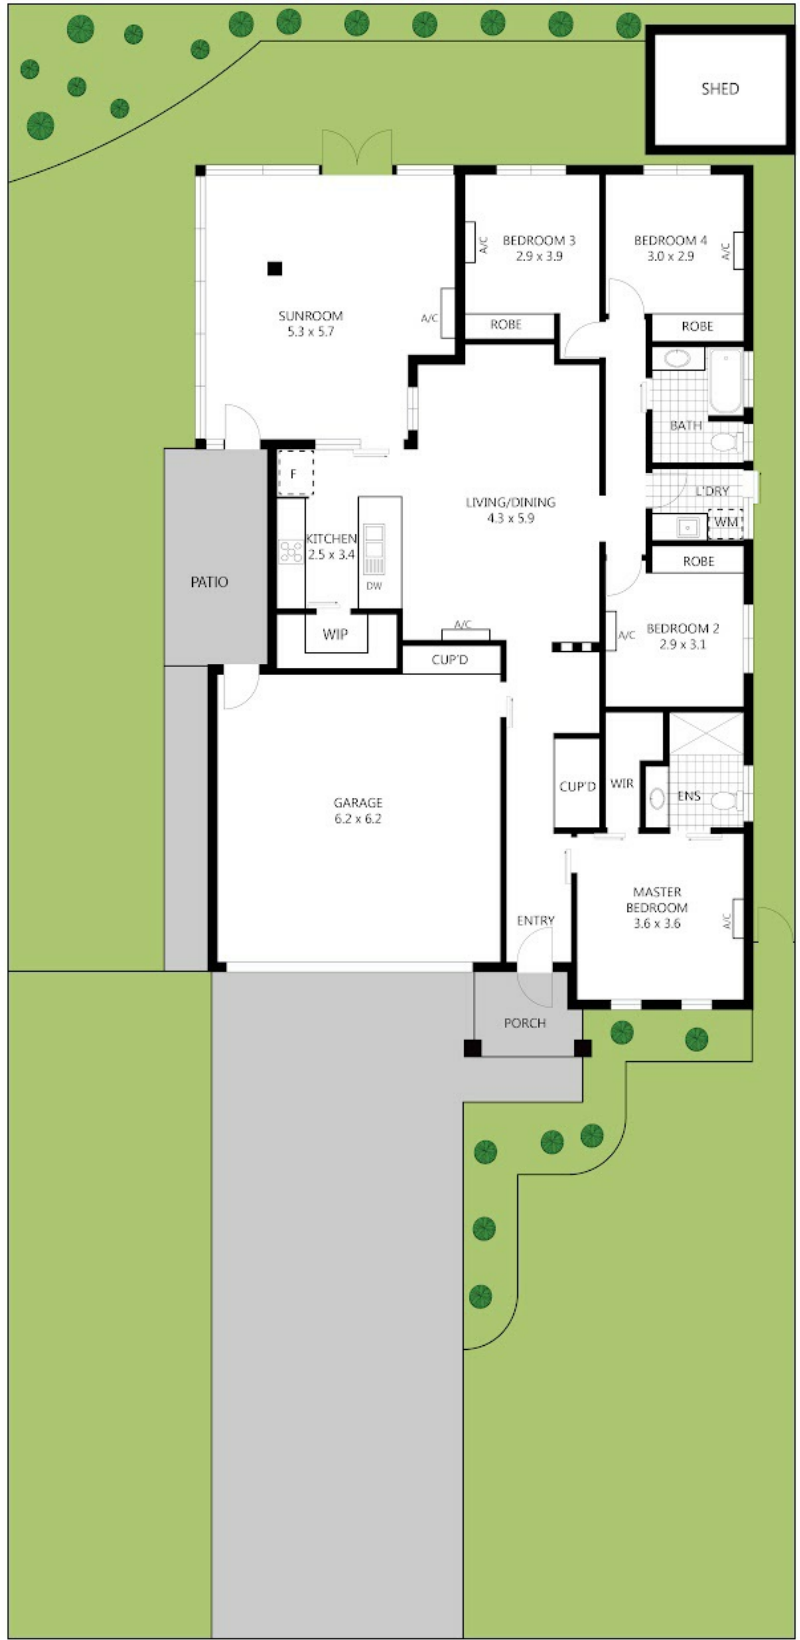 SHED
BEDROOM 3
2.9 x 3.9
A/C
BEDROOM 4
3.0 x 2.9
A/C
SUNROOM
5.3 x 5.7
A/C
ROBE
ROBE
BATH
F
LIVING/DINING
4.3 x 5.9
L'DRY
WM
KITCHEN
2.5 x 3.4
DW
ROBE
PATIO
WIP
A/C
A/C
BEDROOM 2
2.9 x 3.1
CUP'D
GARAGE
6.2 x 6.2
CUP'D
WIR
ENS
MASTER
BEDROOM
3.6 x 3.6
A/C
ENTRY
PORCH